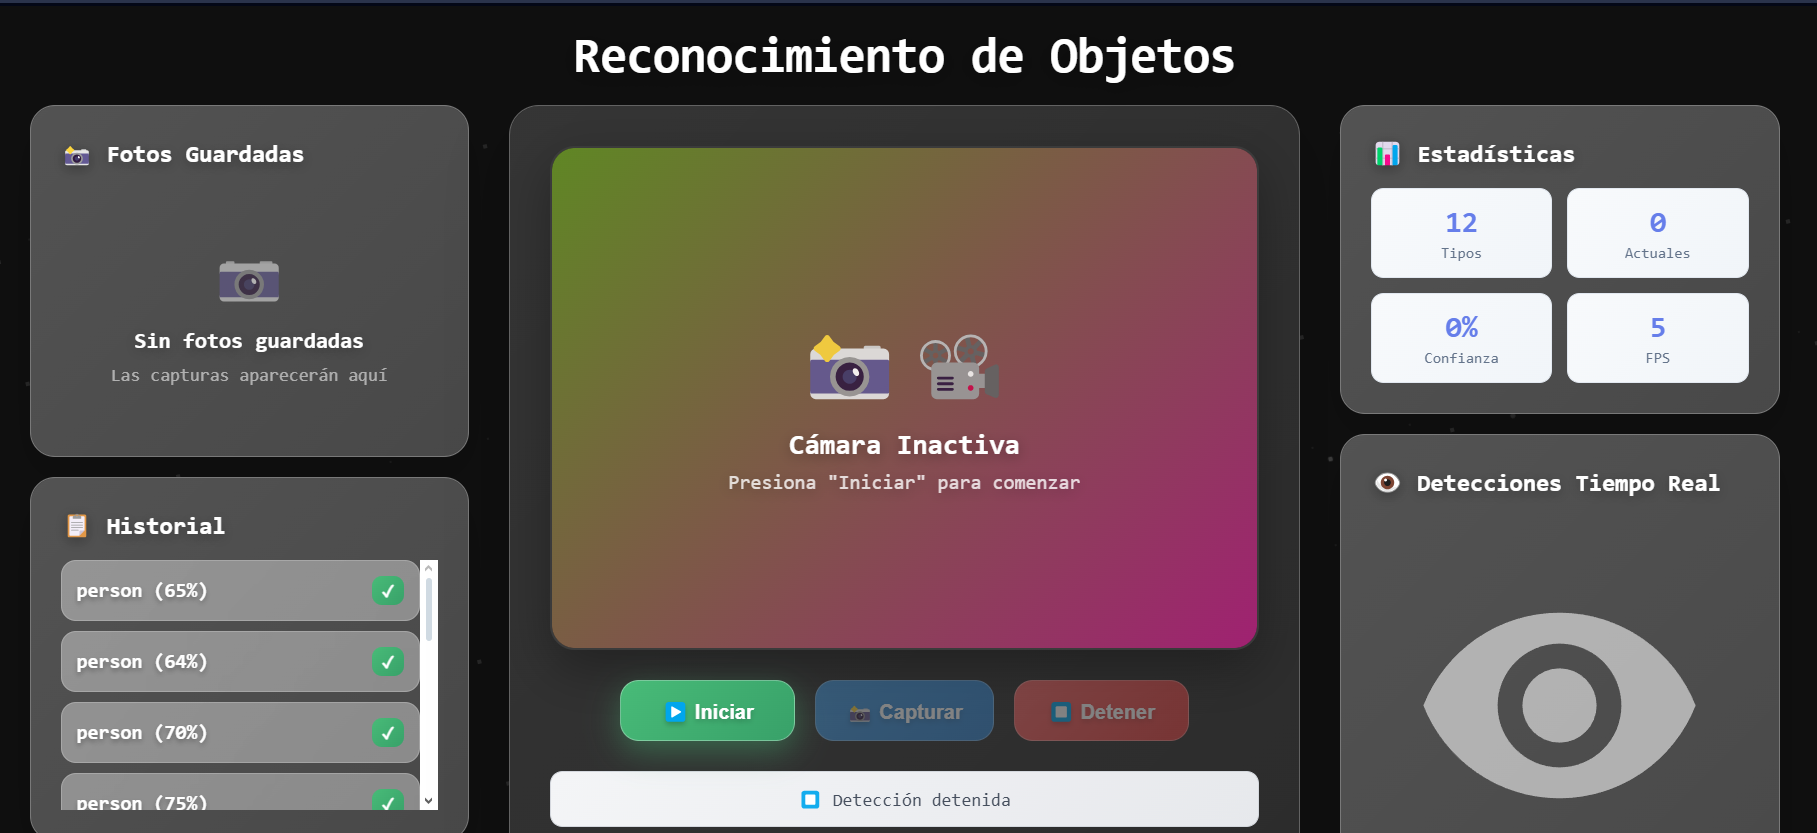 Reconocimiento de Objetos
Fotos Guardadas
Sin fotos guardadas
Las capturas aparecerán aquí
Historial
person (65%)
person (64%)
person (70%)
person (75%)
Cámara Inactiva
Presiona "Iniciar" para comenzar
Iniciar
Capturar
Detener
Detección detenida
Estadísticas
12
Tipos
0
Actuales
0%
Confianza
5
FPS
Detecciones Tiempo Real